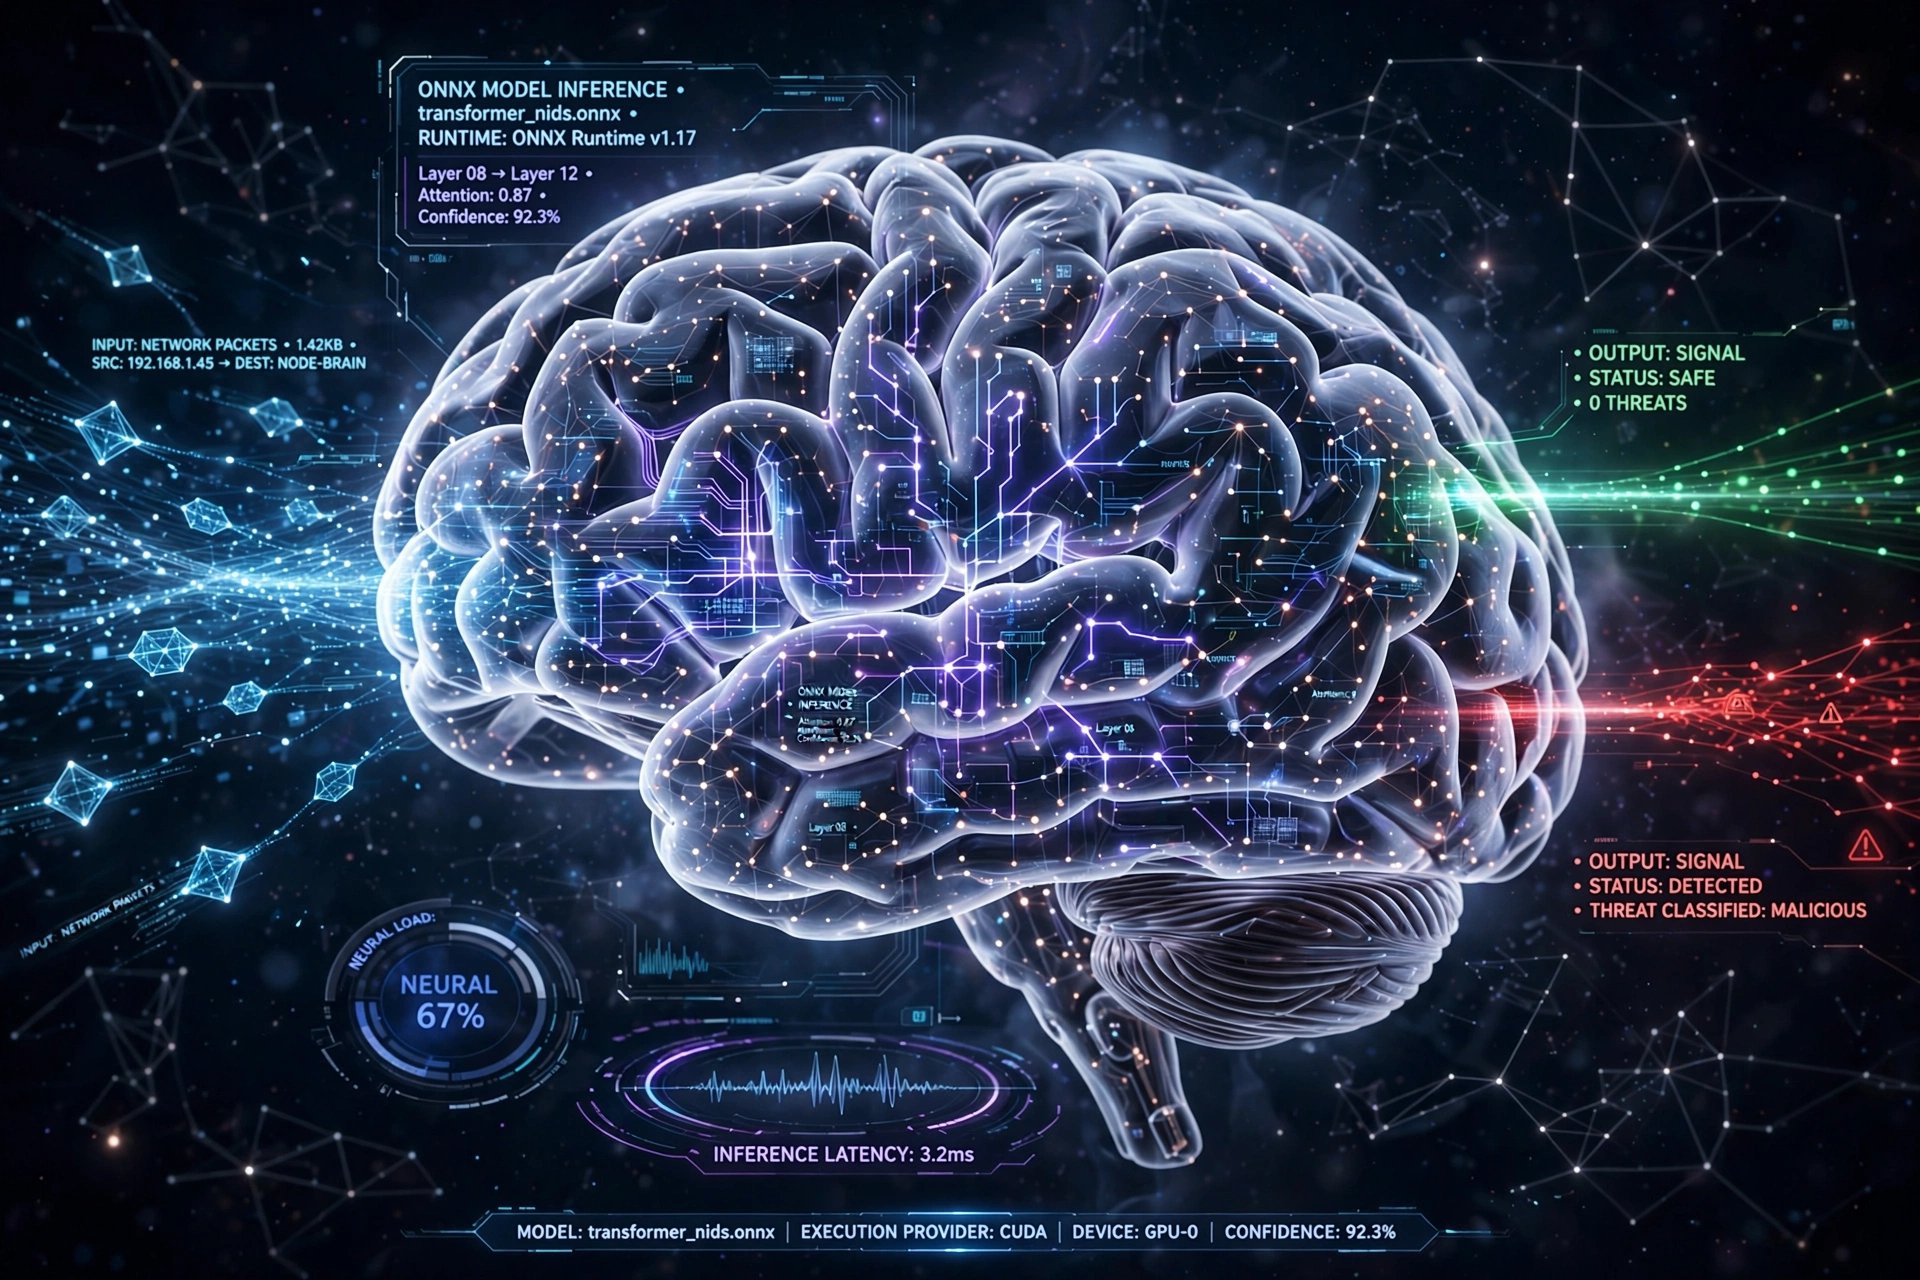 ONNX MODEL INFERENCE •
transformer_nids.onnx •
RUNTIME: ONNX Runtime v1.17
Layer 08 → Layer 12 •
Attention: 0.87 •
Confidence: 92.3%
INPUT: NETWORK PACKETS • 1.42KB •
SRC: 192.168.1.45 → DEST: NODE-BRAIN
• OUTPUT: SIGNAL
• STATUS: SAFE
• 0 THREATS
ONNX MODEL
• INFERENCE
Layer 08
• OUTPUT: SIGNAL
• STATUS: DETECTED
• THREAT CLASSIFIED: MALICIOUS
INPUT: NETWORK PACKETS
NEURAL LOAD:
NEURAL
67%
INFERENCE LATENCY: 3.2ms
MODEL: transformer_nids.onnx | EXECUTION PROVIDER: CUDA | DEVICE: GPU-0 | CONFIDENCE: 92.3%